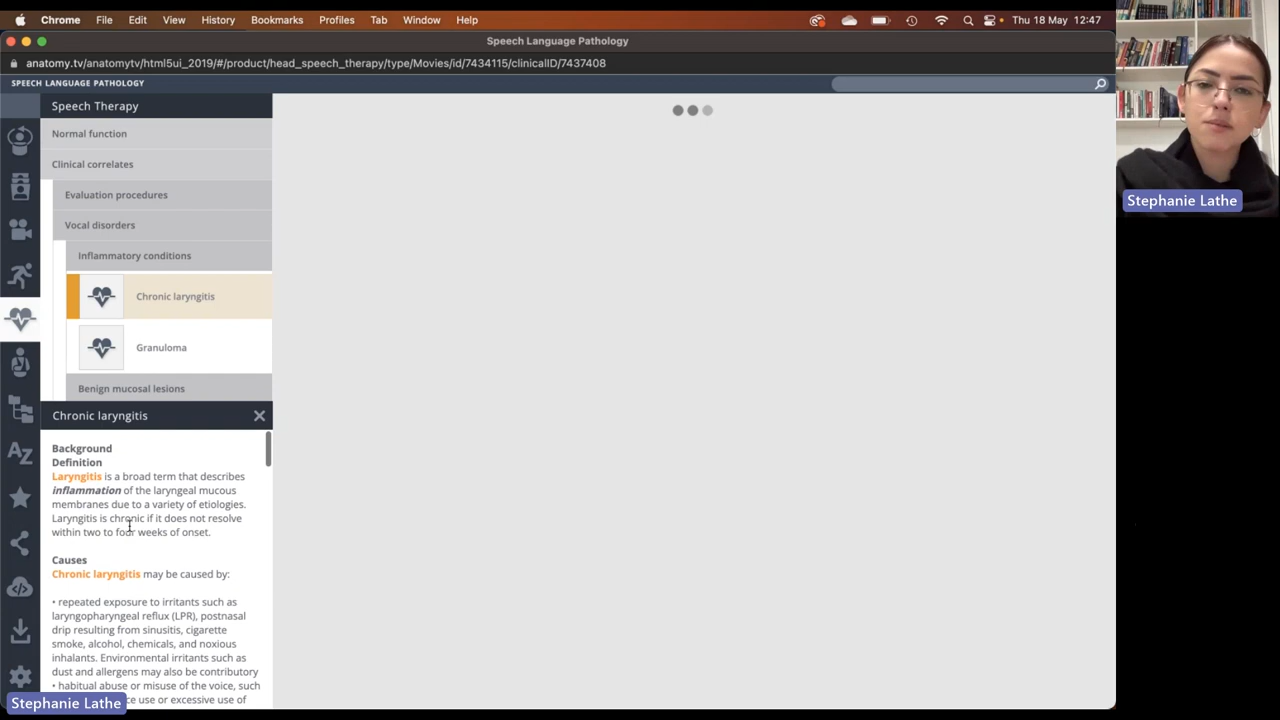 Chrome File Edit View History Bookmarks Profiles Tab Window Help Thu 18 May 12:47
Speech Language Pathology
anatomy.tv/anatomytv/html5ui_2019/#/product/head_speech_therapy/type/Movies/id/7434115/clinicalID/7437408
SPEECH LANGUAGE PATHOLOGY
Speech Therapy
Normal function
Clinical correlates
Evaluation procedures
Vocal disorders
Inflammatory conditions
Chronic laryngitis
Granuloma
Benign mucosal lesions
Chronic laryngitis
Background
Definition
Laryngitis is a broad term that describes
inflammation of the laryngeal mucous
membranes due to a variety of etiologies.
Laryngitis is chronic if it does not resolve
within two to four weeks of onset.
Causes
Chronic laryngitis may be caused by:
• repeated exposure to irritants such as
laryngopharyngeal reflux (LPR), postnasal
drip resulting from sinusitis, cigarette
smoke, alcohol, chemicals, and noxious
inhalants. Environmental irritants such as
dust and allergens may also be contributory
• habitual abuse or misuse of the voice, such
use or excessive use of
AZ
Stephanie Lathe
Stephanie Lathe